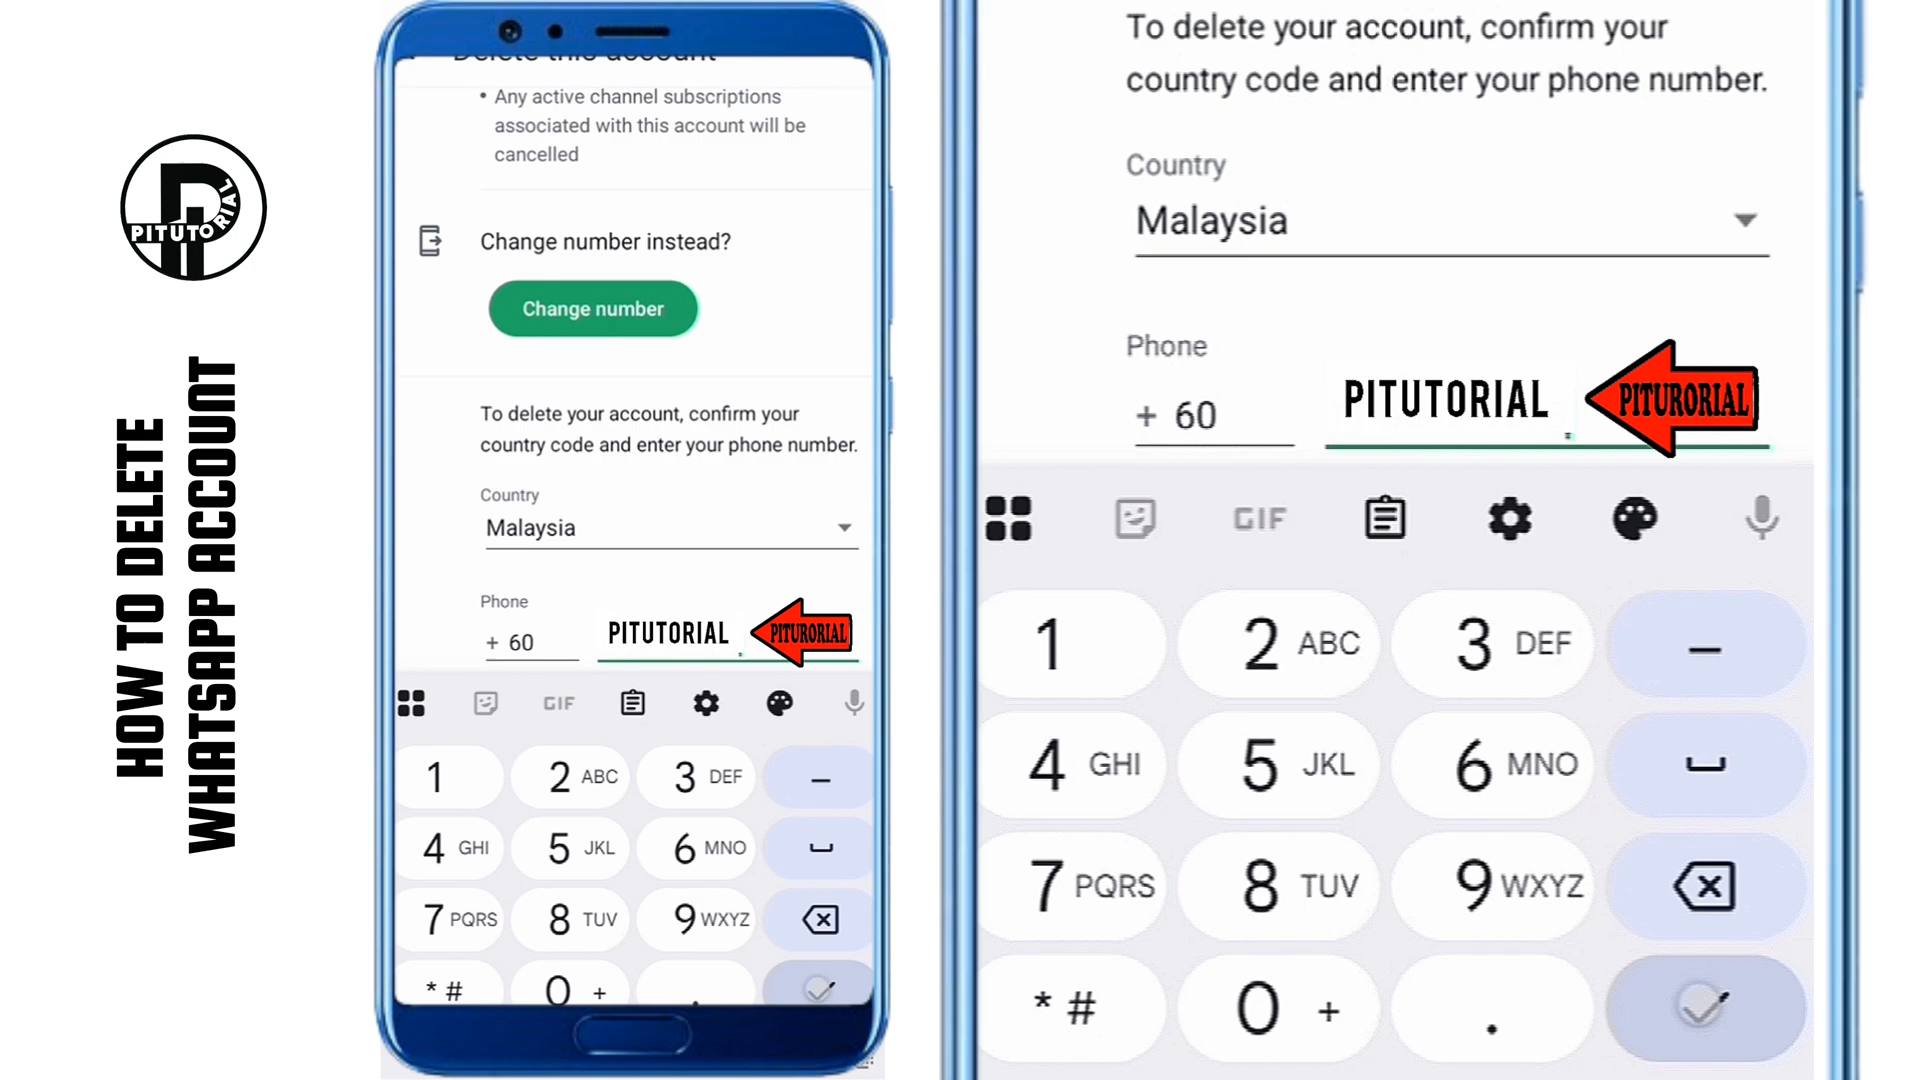 PITUTORIAL
HOW TO DELETE
WHATSAPP ACCOUNT
Delete this account
• Any active channel subscriptions
associated with this account will be
cancelled
Change number instead?
Change number
To delete your account, confirm your
country code and enter your phone number.
Country
Malaysia
Phone
+ 60 PITUTORIAL PITURORIAL
GIF
1 2 ABC 3 DEF –
4 GHI 5 JKL 6 MNO
7 PQRS 8 TUV 9 WXYZ
* # 0 + .
To delete your account, confirm your
country code and enter your phone number.
Country
Malaysia
Phone
+ 60 PITUTORIAL PITURORIAL
GIF
1 2 ABC 3 DEF –
4 GHI 5 JKL 6 MNO
7 PQRS 8 TUV 9 WXYZ
* # 0 + .